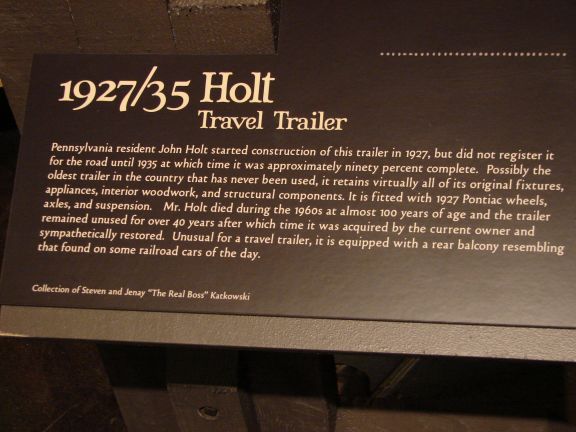 1927/35 Holt
Travel Trailer
Pennsylvania resident John Holt started construction of this trailer in 1927, but did not register it
for the road until 1935 at which time it was approximately ninety percent complete. Possibly the
oldest trailer in the country that has never been used, it retains virtually all of its original fixtures,
appliances, interior woodwork, and structural components. It is fitted with 1927 Pontiac wheels,
axles, and suspension. Mr. Holt died during the 1960s at almost 100 years of age and the trailer
remained unused for over 40 years after which time it was acquired by the current owner and
sympathetically restored. Unusual for a travel trailer, it is equipped with a rear balcony resembling
that found on some railroad cars of the day.
Collection of Steven and Jenay "The Real Boss" Katkowski